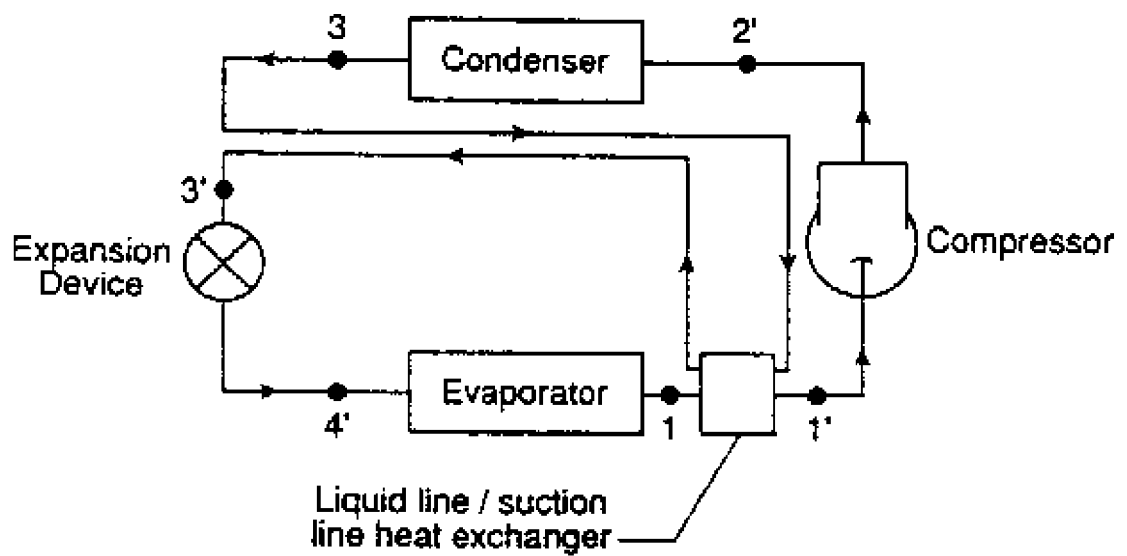 3
Condenser
2'
3'
Expansion
Device
Compressor
4'
Evaporator
1
1'
Liquid line / suction
line heat exchanger